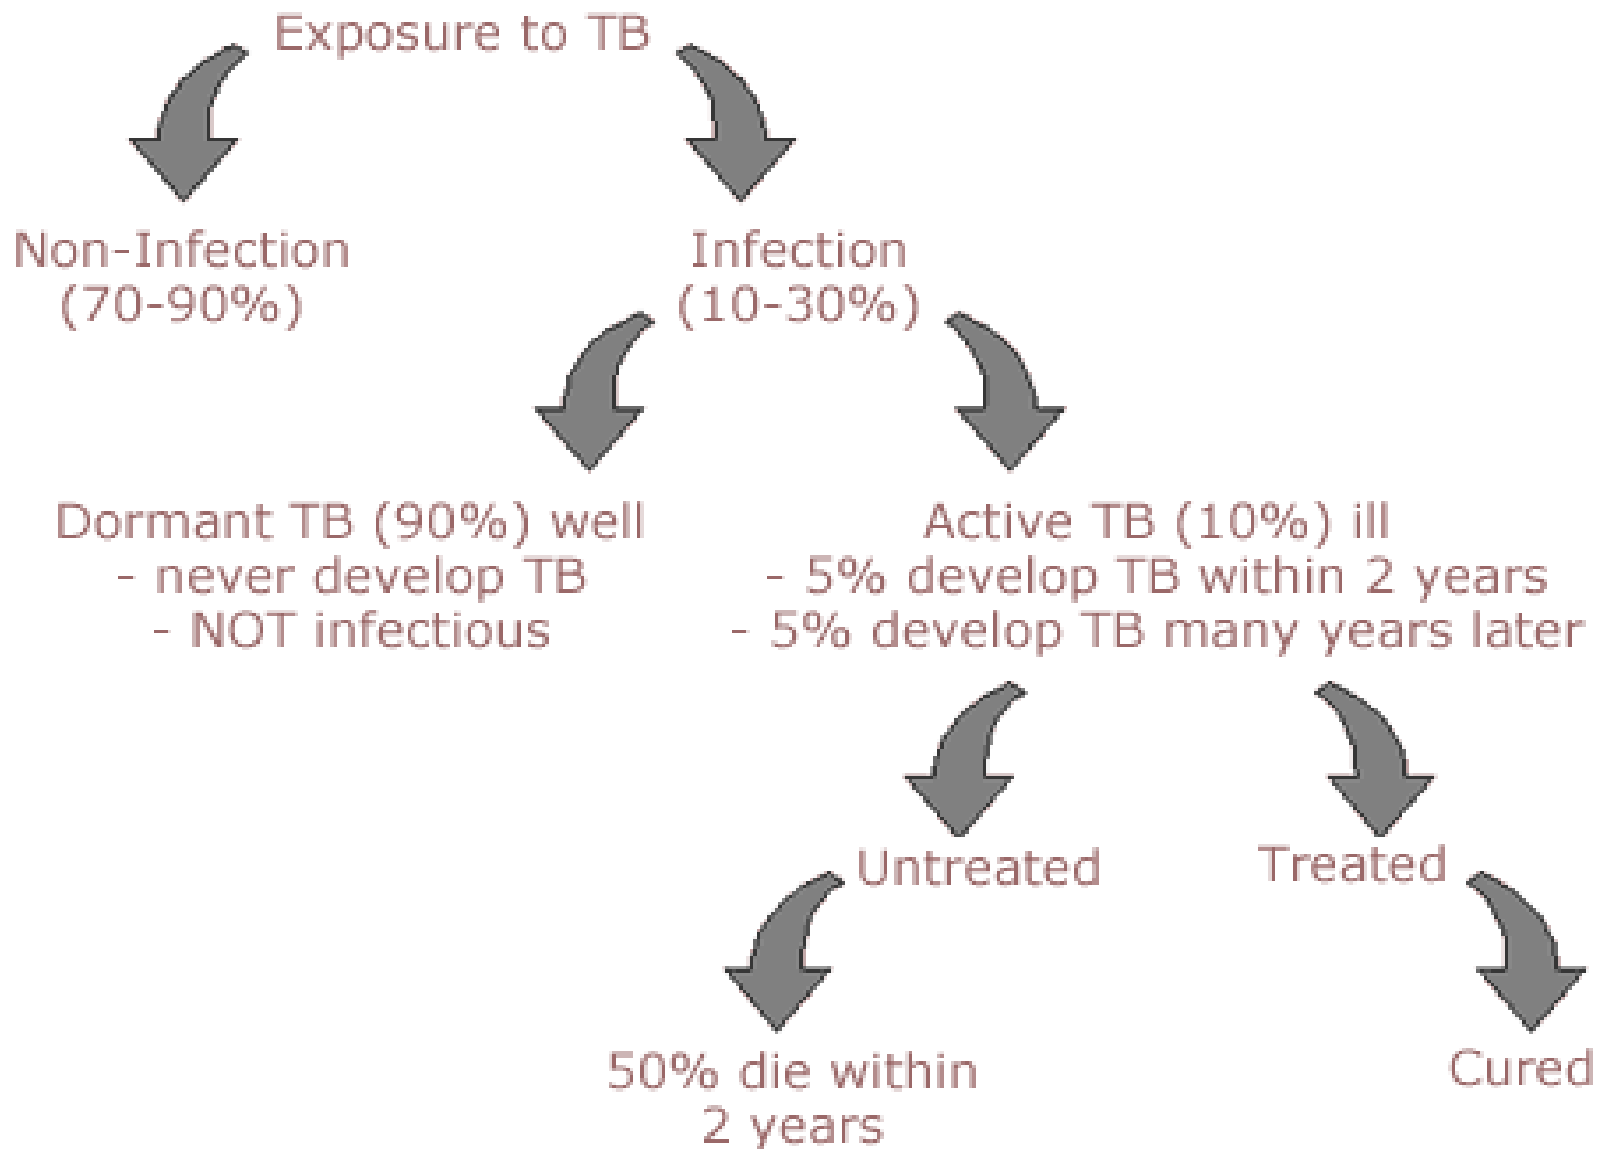 Exposure to TB
Non-Infection
(70-90%)
Infection
(10-30%)
Dormant TB (90%) well
- never develop TB
- NOT infectious
Active TB (10%) ill
- 5% develop TB within 2 years
- 5% develop TB many years later
Untreated
Treated
50% die within
2 years
Cured